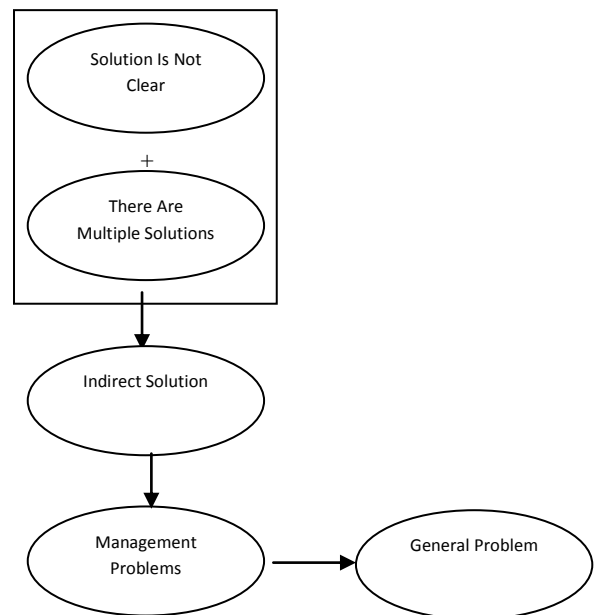 Solution Is Not
Clear
+
There Are
Multiple Solutions
Indirect Solution
Management
Problems
General Problem